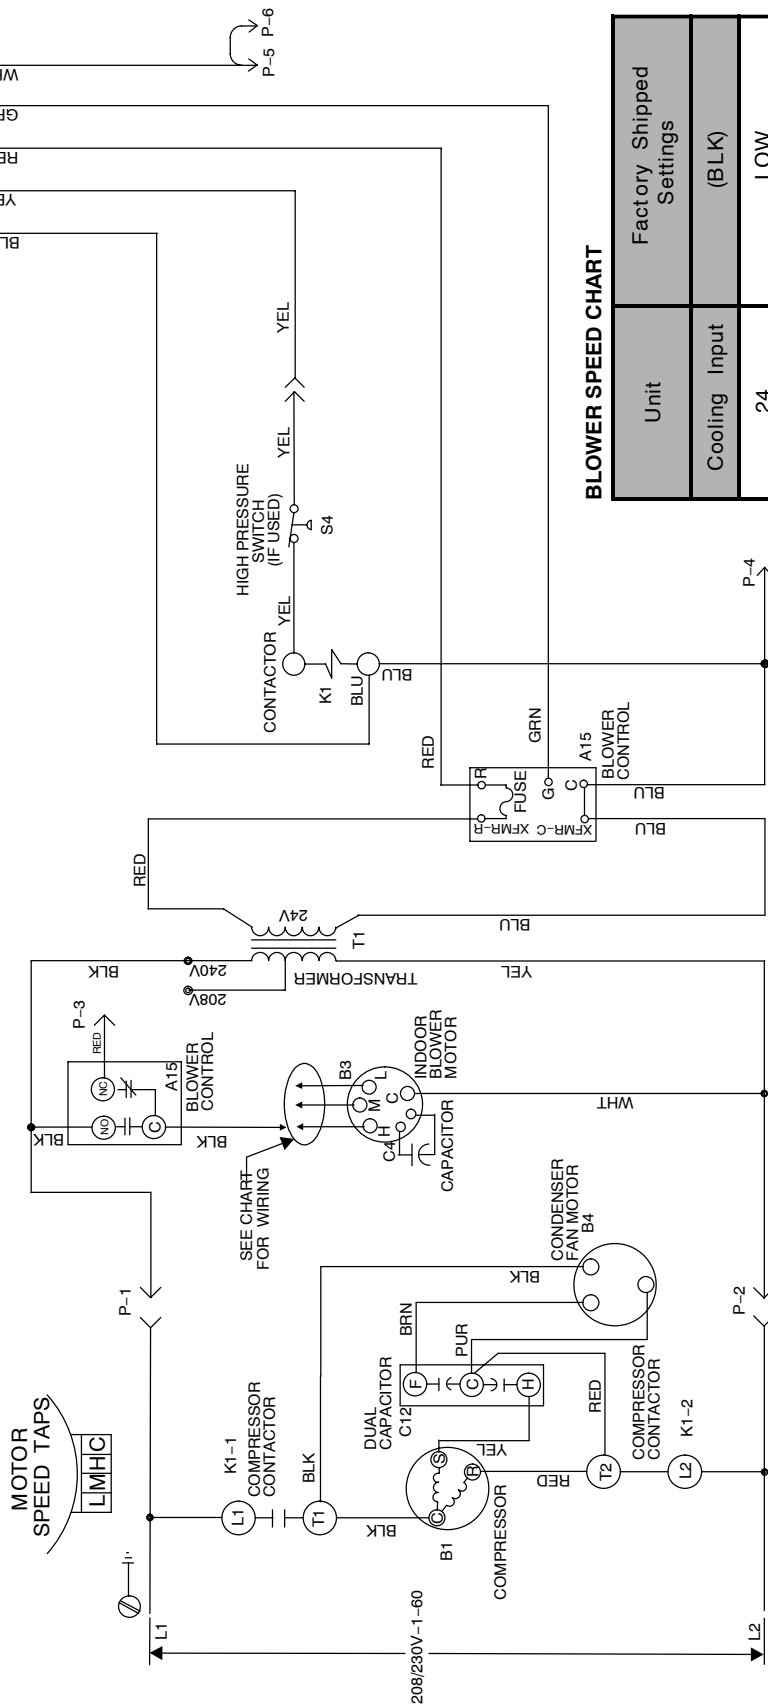 MOTOR
SPEED TAPS
L M H C
L1
208/230V-1-60
L2
P-1
P-2
K1-1
COMPRESSOR
CONTACTOR
L1
T1
BLK
BLK
B1
COMPRESSOR
C
S
R
YEL
RED
DUAL
CAPACITOR
C12
F
C
H
BRN
PUR
BLK
RED
T2
COMPRESSOR
CONTACTOR
L2
K1-2
CONDENSER
FAN MOTOR
B4
BLK
NO
NC
C
RED
P-3
A15
BLOWER
CONTROL
BLK
SEE CHART
FOR WIRING
B3
H
M
L
C
C4
CAPACITOR
INDOOR
BLOWER
MOTOR
WHT
BLK
208V
240V
TRANSFORMER
24V
T1
YEL
RED
BLU
XFMR-R
R
FUSE
XFMR-C
G
C
A15
BLOWER
CONTROL
BLU
BLU
RED
GRN
CONTACTOR
K1
BLU
BLU
YEL
HIGH PRESSURE
SWITCH
(IF USED)
S4
YEL
YEL
P-4
P-5
P-6
BLOWER SPEED CHART
Unit
Factory Shipped
Settings
Cooling Input
(BLK)
24
LOW